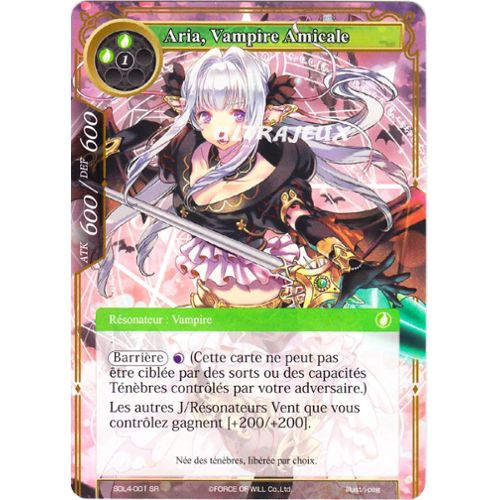 Aria, Vampire Amicale
1
ULTRAJEUX
ATK 600 / DEF 600
Résonateur : Vampire
Barrière (Cette carte ne peut pas
être ciblée par des sorts ou des capacités
Ténèbres contrôlés par votre adversaire.)
Les autres J/Résonateurs Vent que vous
contrôlez gagnent [+200/+200].
Née des ténèbres, libérée par choix.
SDL4-001 SR
©FORCE OF WILL Co.,Ltd.